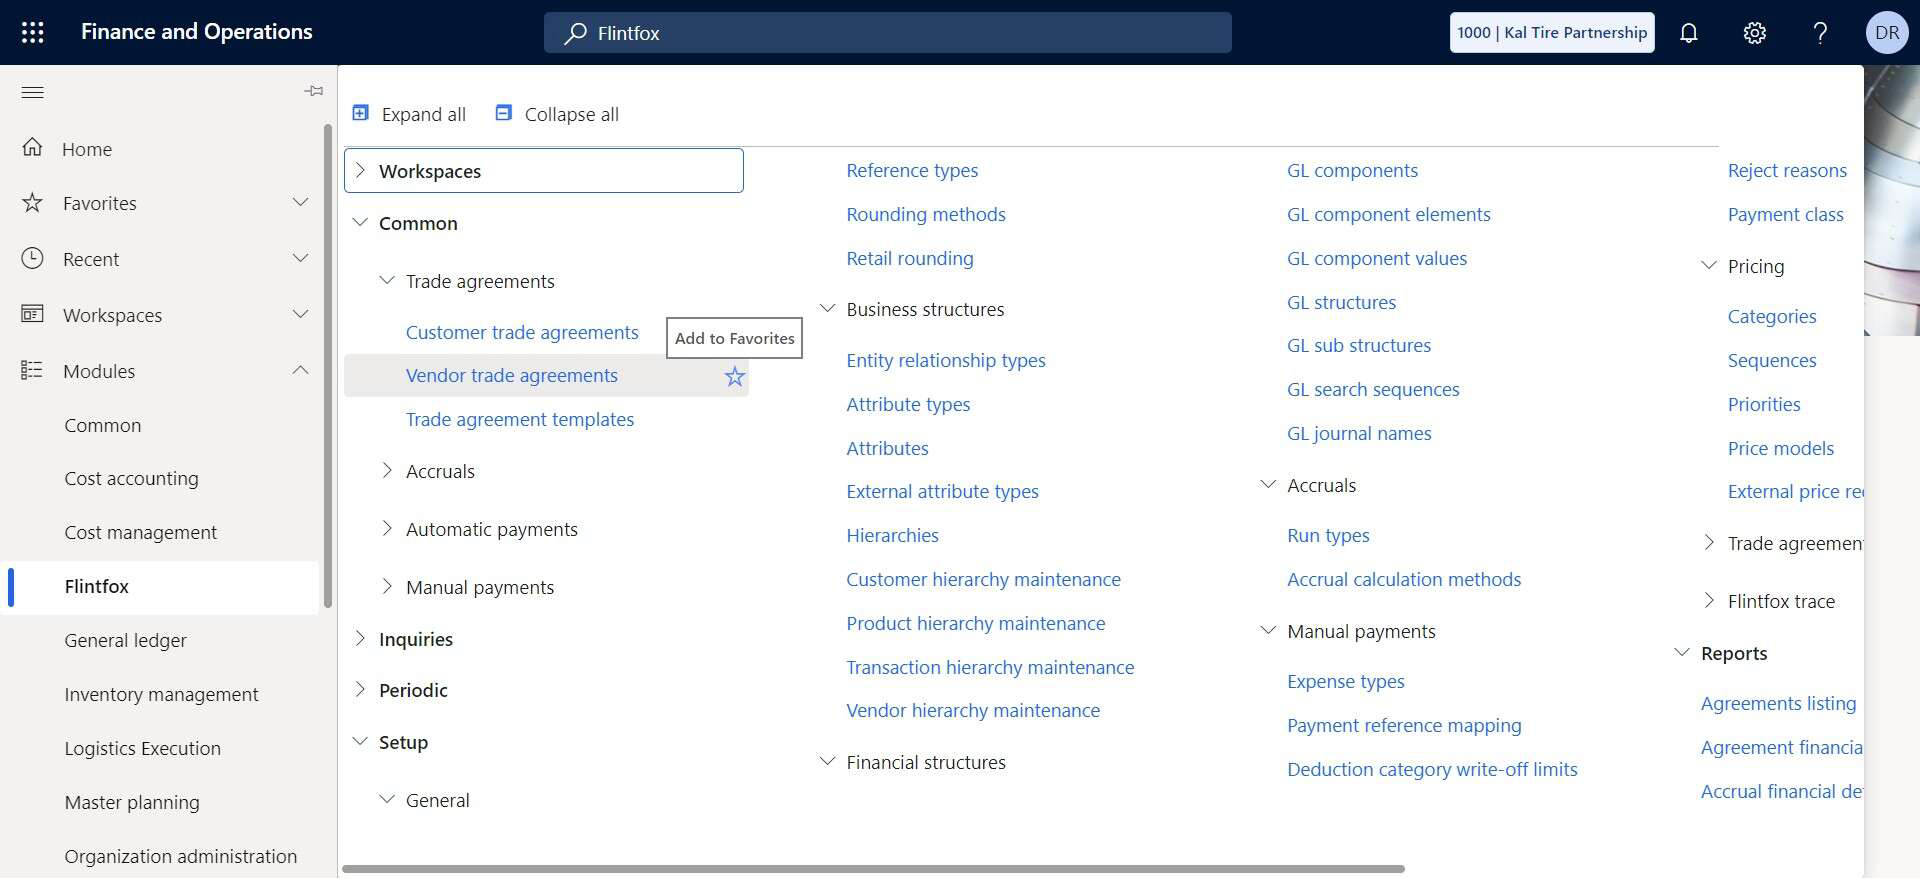 Finance and Operations
Flintfox
1000 | Kal Tire Partnership
DR
Home
Favorites
Recent
Workspaces
Modules
Common
Cost accounting
Cost management
Flintfox
General ledger
Inventory management
Logistics Execution
Master planning
Organization administration
Expand all
Collapse all
Workspaces
Common
Trade agreements
Customer trade agreements
Add to Favorites
Vendor trade agreements
Trade agreement templates
Accruals
Automatic payments
Manual payments
Inquiries
Periodic
Setup
General
Reference types
Rounding methods
Retail rounding
Business structures
Entity relationship types
Attribute types
Attributes
External attribute types
Hierarchies
Customer hierarchy maintenance
Product hierarchy maintenance
Transaction hierarchy maintenance
Vendor hierarchy maintenance
Financial structures
GL components
GL component elements
GL component values
GL structures
GL sub structures
GL search sequences
GL journal names
Accruals
Run types
Accrual calculation methods
Manual payments
Expense types
Payment reference mapping
Deduction category write-off limits
Reject reasons
Payment class
Pricing
Categories
Sequences
Priorities
Price models
External price re
Trade agreemen
Flintfox trace
Reports
Agreements listing
Agreement financia
Accrual financial de